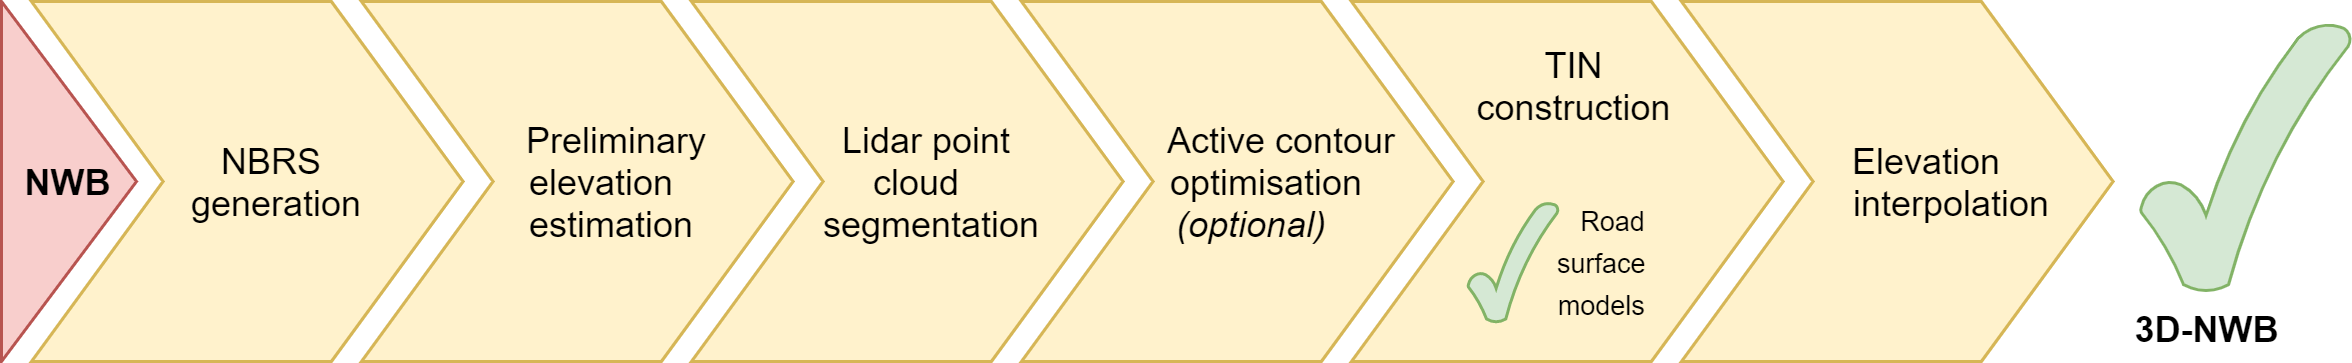 NWB
NBRS
generation
Preliminary
elevation
estimation
Lidar point
cloud
segmentation
Active contour
optimisation
(optional)
TIN
construction
Road
surface
models
Elevation
interpolation
3D-NWB